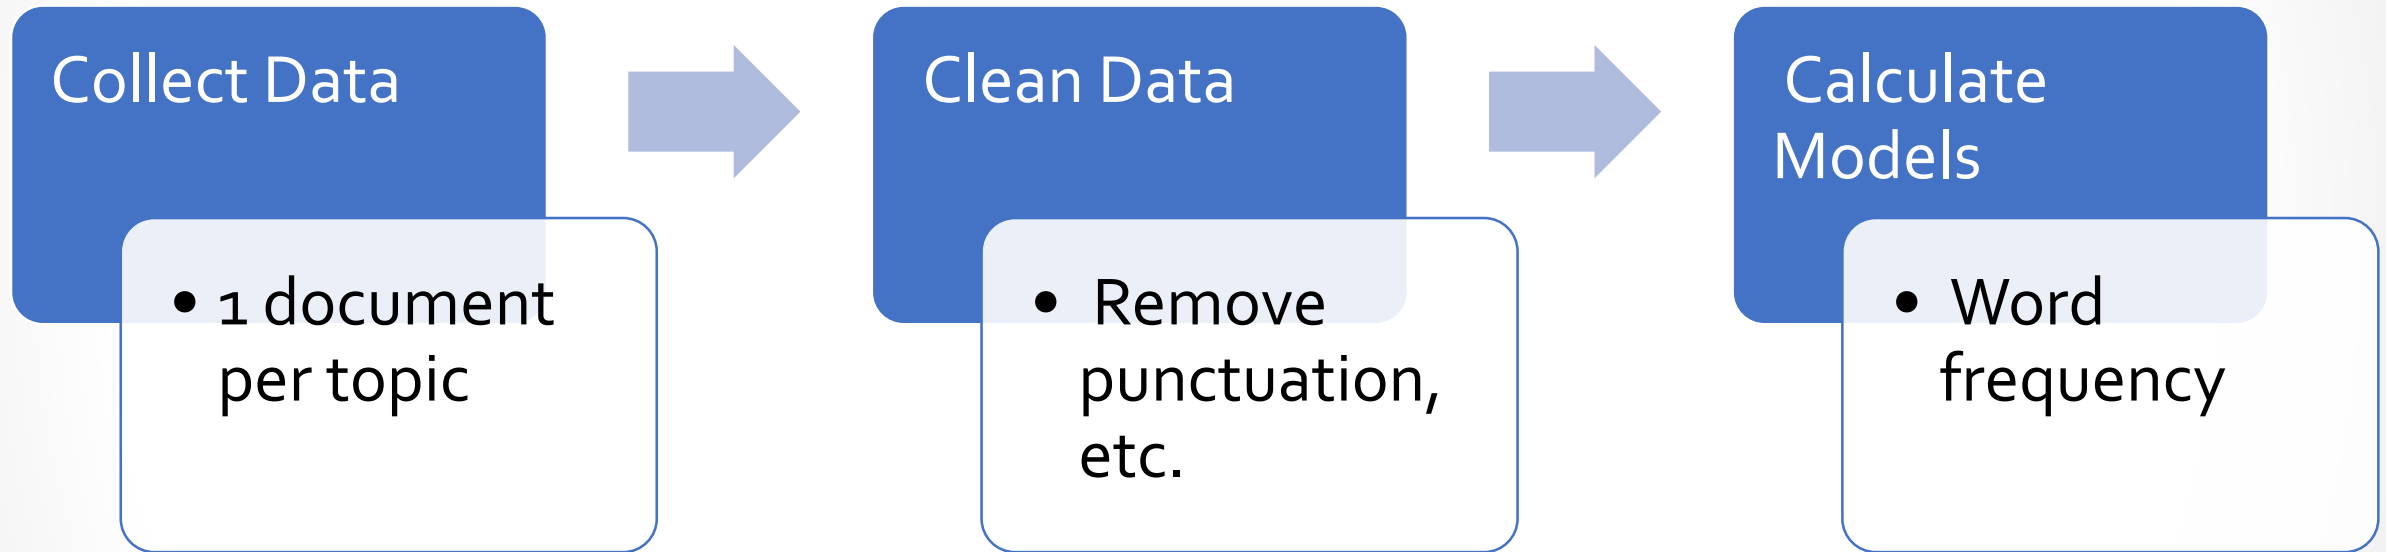 Collect Data
• 1 document
per topic
Clean Data
• Remove
punctuation,
etc.
Calculate
Models
• Word
frequency